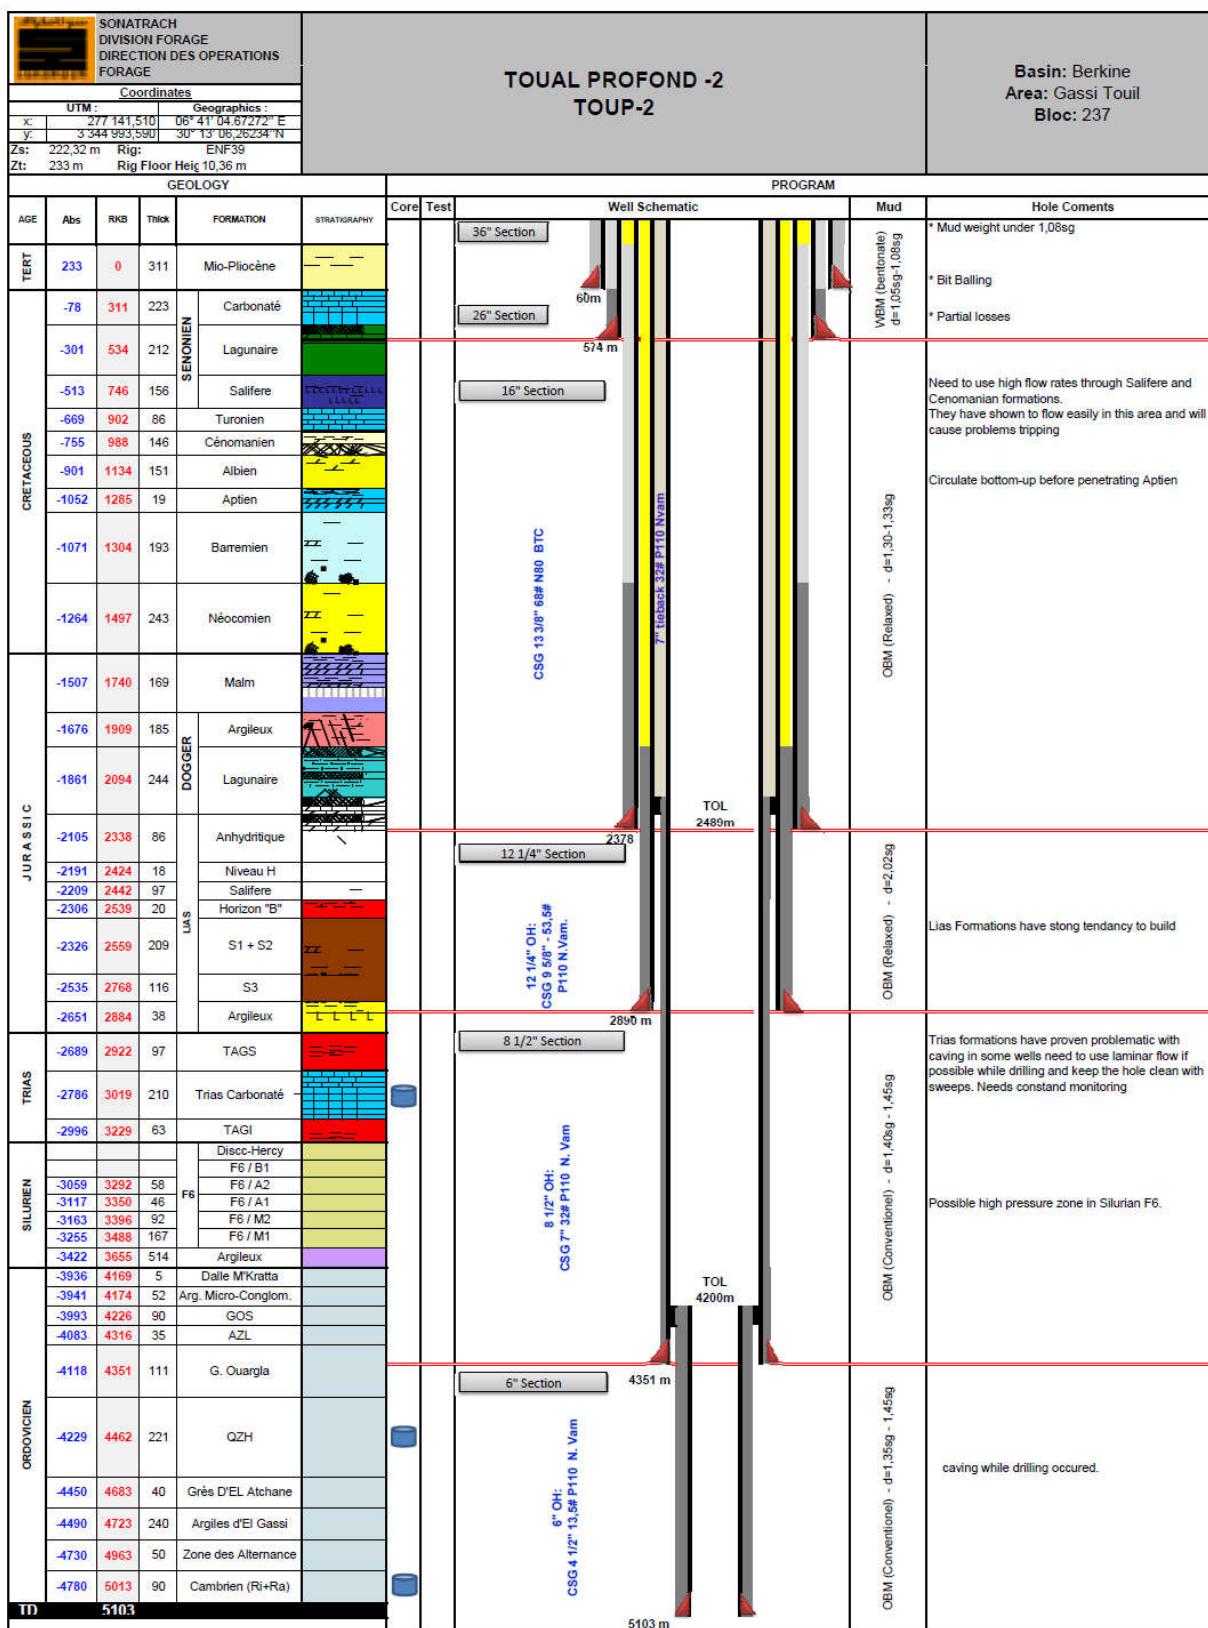 SONATRACH
DIVISION FORAGE
DIRECTION DES OPERATIONS
FORAGE
Coordinates
UTM : Geographics :
x: 277 141,510 06° 41' 04.67272" E
y: 3 344 993,590 30° 13' 06,26234"N
Zs: 222,32 m Rig: ENF39
Zt: 233 m Rig Floor Heig 10,36 m
TOUAL PROFOND -2
TOUP-2
Basin: Berkine
Area: Gassi Touil
Bloc: 237
GEOLOGY PROGRAM
AGE Abs RKB Thick FORMATION STRATIGRAPHY Core Test Well Schematic Mud Hole Coments
TERT
233 0 311 Mio-Pliocène
CRETACEOUS
SENONIEN
-78 311 223 Carbonaté
-301 534 212 Lagunaire
-513 746 156 Salifere
-669 902 86 Turonien
-755 988 146 Cénomanien
-901 1134 151 Albien
-1052 1285 19 Aptien
-1071 1304 193 Barremien
-1264 1497 243 Néocomien
JURASSIC
-1507 1740 169 Malm
DOGGER
-1676 1909 185 Argileux
-1861 2094 244 Lagunaire
LIAS
-2105 2338 86 Anhydritique
-2191 2424 18 Niveau H
-2209 2442 97 Salifere
-2306 2539 20 Horizon "B"
-2326 2559 209 S1 + S2
-2535 2768 116 S3
-2651 2884 38 Argileux
TRIAS
-2689 2922 97 TAGS
-2786 3019 210 Trias Carbonaté
-2996 3229 63 TAGI
SILURIEN
F6
Discc-Hercy
F6 / B1
-3059 3292 58 F6 / A2
-3117 3350 46 F6 / A1
-3163 3396 92 F6 / M2
-3255 3488 167 F6 / M1
-3422 3655 514 Argileux
ORDOVICIEN
-3936 4169 5 Dalle M'Kratta
-3941 4174 52 Arg. Micro-Conglom.
-3993 4226 90 GOS
-4083 4316 35 AZL
-4118 4351 111 G. Ouargla
-4229 4462 221 QZH
-4450 4683 40 Grès D'EL Atchane
-4490 4723 240 Argiles d'El Gassi
-4730 4963 50 Zone des Alternance
-4780 5013 90 Cambrien (Ri+Ra)
TD 5103
36" Section
60m
26" Section
574 m
16" Section
CSG 13 3/8" 68# N80 BTC
7" tieback 32# P110 Nvam
TOL
2489m
2378
12 1/4" Section
12 1/4" OH:
CSG 9 5/8" - 53,5#
P110 N.Vam.
2890 m
8 1/2" Section
8 1/2" OH:
CSG 7" 32# P110 N. Vam
TOL
4200m
4351 m
6" Section
6" OH:
CSG 4 1/2" 13,5# P110 N. Vam
5103 m
WBM (bentonate)
d=1,05sg-1,08sg
OBM (Relaxed) - d=1,30-1,33sg
OBM (Relaxed) - d=2,02sg
OBM (Conventionel) - d=1,40sg - 1,45sg
OBM (Conventionel) - d=1,35sg - 1,45sg
* Mud weight under 1,08sg
* Bit Balling
* Partial losses
Need to use high flow rates through Salifere and
Cenomanian formations.
They have shown to flow easily in this area and will
cause problems tripping
Circulate bottom-up before penetrating Aptien
Lias Formations have stong tendancy to build
Trias formations have proven problematic with
caving in some wells need to use laminar flow if
possible while drilling and keep the hole clean with
sweeps. Needs constand monitoring
Possible high pressure zone in Silurian F6.
caving while drilling occured.